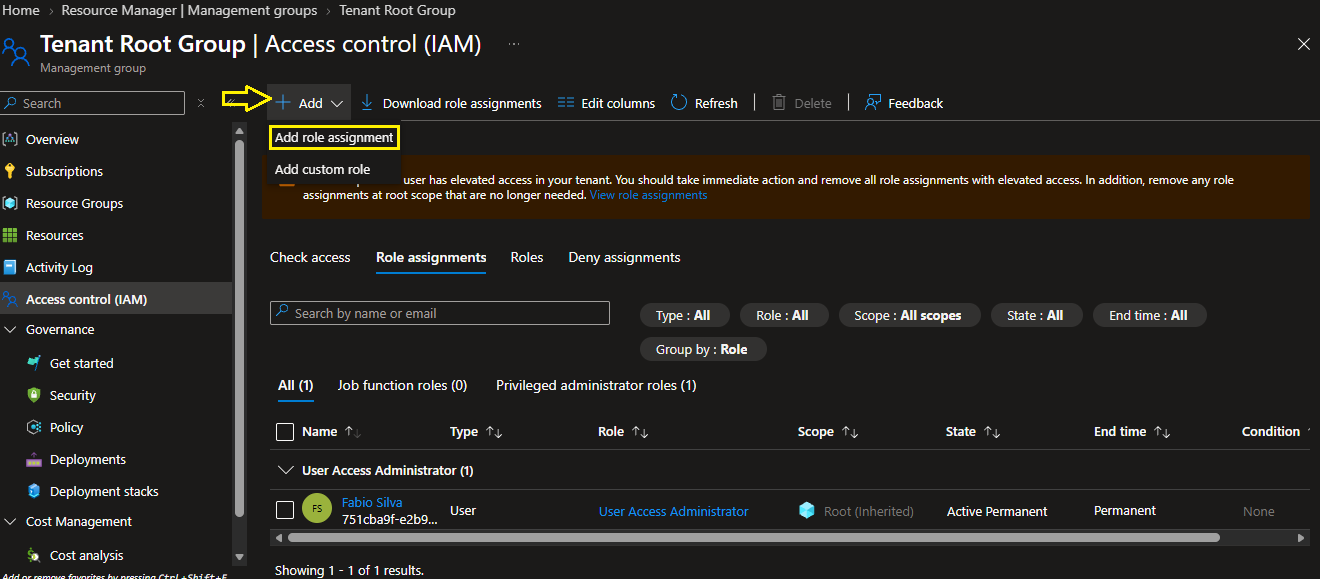 Home > Resource Manager | Management groups > Tenant Root Group
Tenant Root Group | Access control (IAM) ...
Management group
Search
Add
Download role assignments
Edit columns
Refresh
Delete
Feedback
Add role assignment
Add custom role
Overview
Subscriptions
Resource Groups
Resources
Activity Log
Access control (IAM)
Governance
Get started
Security
Policy
Deployments
Deployment stacks
Cost Management
Cost analysis
Add or remove favorites by pressing Ctrl+Shift+F
user has elevated access in your tenant. You should take immediate action and remove all role assignments with elevated access. In addition, remove any role
assignments at root scope that are no longer needed. View role assignments
Check access
Role assignments
Roles
Deny assignments
Search by name or email
Type : All
Role : All
Scope : All scopes
State : All
End time : All
Group by : Role
All (1)
Job function roles (0)
Privileged administrator roles (1)
Name
Type
Role
Scope
State
End time
Condition
User Access Administrator (1)
FS
Fabio Silva
751cba9f-e2b9...
User
User Access Administrator
Root (Inherited)
Active Permanent
Permanent
None
Showing 1 - 1 of 1 results.